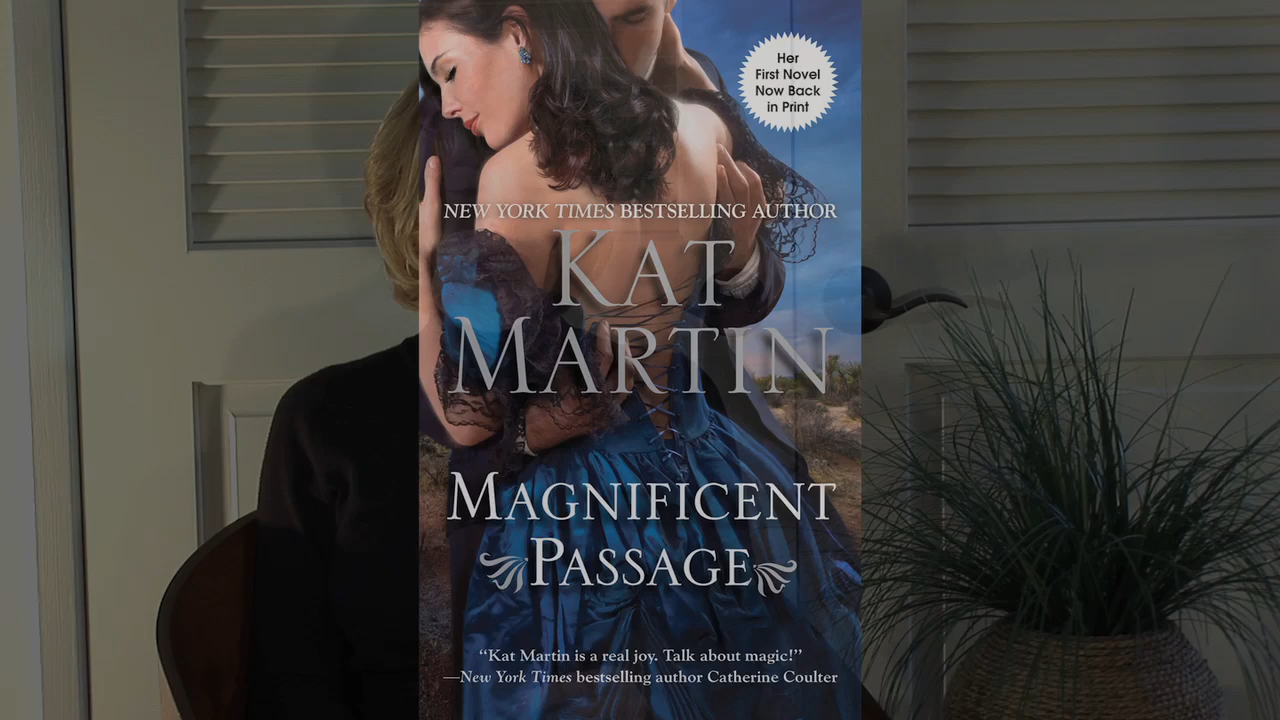 Her
First Novel
Now Back
in Print
NEW YORK TIMES BESTSELLING AUTHOR
KAT
MARTIN
MAGNIFICENT
PASSAGE
“Kat Martin is a real joy. Talk about magic!”
—New York Times bestselling author Catherine Coulter